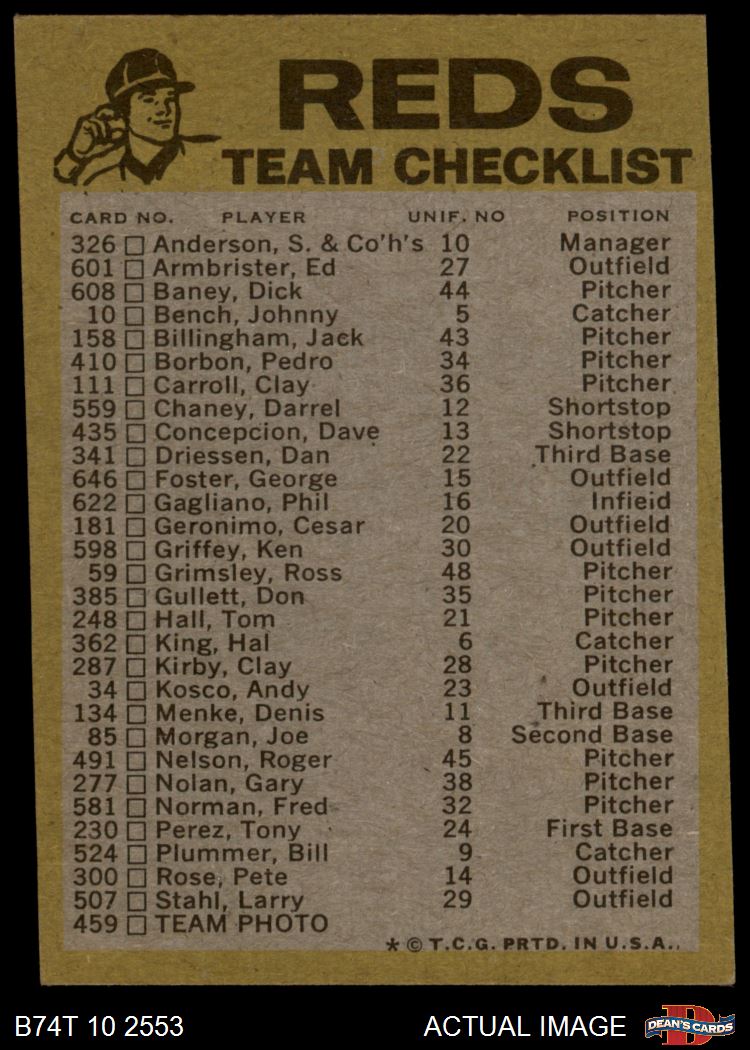 REDS
TEAM CHECKLIST
CARD NO. PLAYER UNIF. NO POSITION
326 Anderson, S. & Co'h's 10 Manager
601 Armbrister, Ed 27 Outfield
608 Baney, Dick 44 Pitcher
10 Bench, Johnny 5 Catcher
158 Billingham, Jack 43 Pitcher
410 Borbon, Pedro 34 Pitcher
111 Carroll, Clay 36 Pitcher
559 Chaney, Darrel 12 Shortstop
435 Concepcion, Dave 13 Shortstop
341 Driessen, Dan 22 Third Base
646 Foster, George 15 Outfield
622 Gagliano, Phil 16 Infieid
181 Geronimo, Cesar 20 Outfield
598 Griffey, Ken 30 Outfield
59 Grimsley, Ross 48 Pitcher
385 Gullett, Don 35 Pitcher
248 Hall, Tom 21 Pitcher
362 King, Hal 6 Catcher
287 Kirby, Clay 28 Pitcher
34 Kosco, Andy 23 Outfield
134 Menke, Denis 11 Third Base
85 Morgan, Joe 8 Second Base
491 Nelson, Roger 45 Pitcher
277 Nolan, Gary 38 Pitcher
581 Norman, Fred 32 Pitcher
230 Perez, Tony 24 First Base
524 Plummer, Bill 9 Catcher
300 Rose, Pete 14 Outfield
507 Stahl, Larry 29 Outfield
459 TEAM PHOTO
* © T.C.G. PRTD. IN U.S.A.
B74T 10 2553 ACTUAL IMAGE DEAN'S CARDS